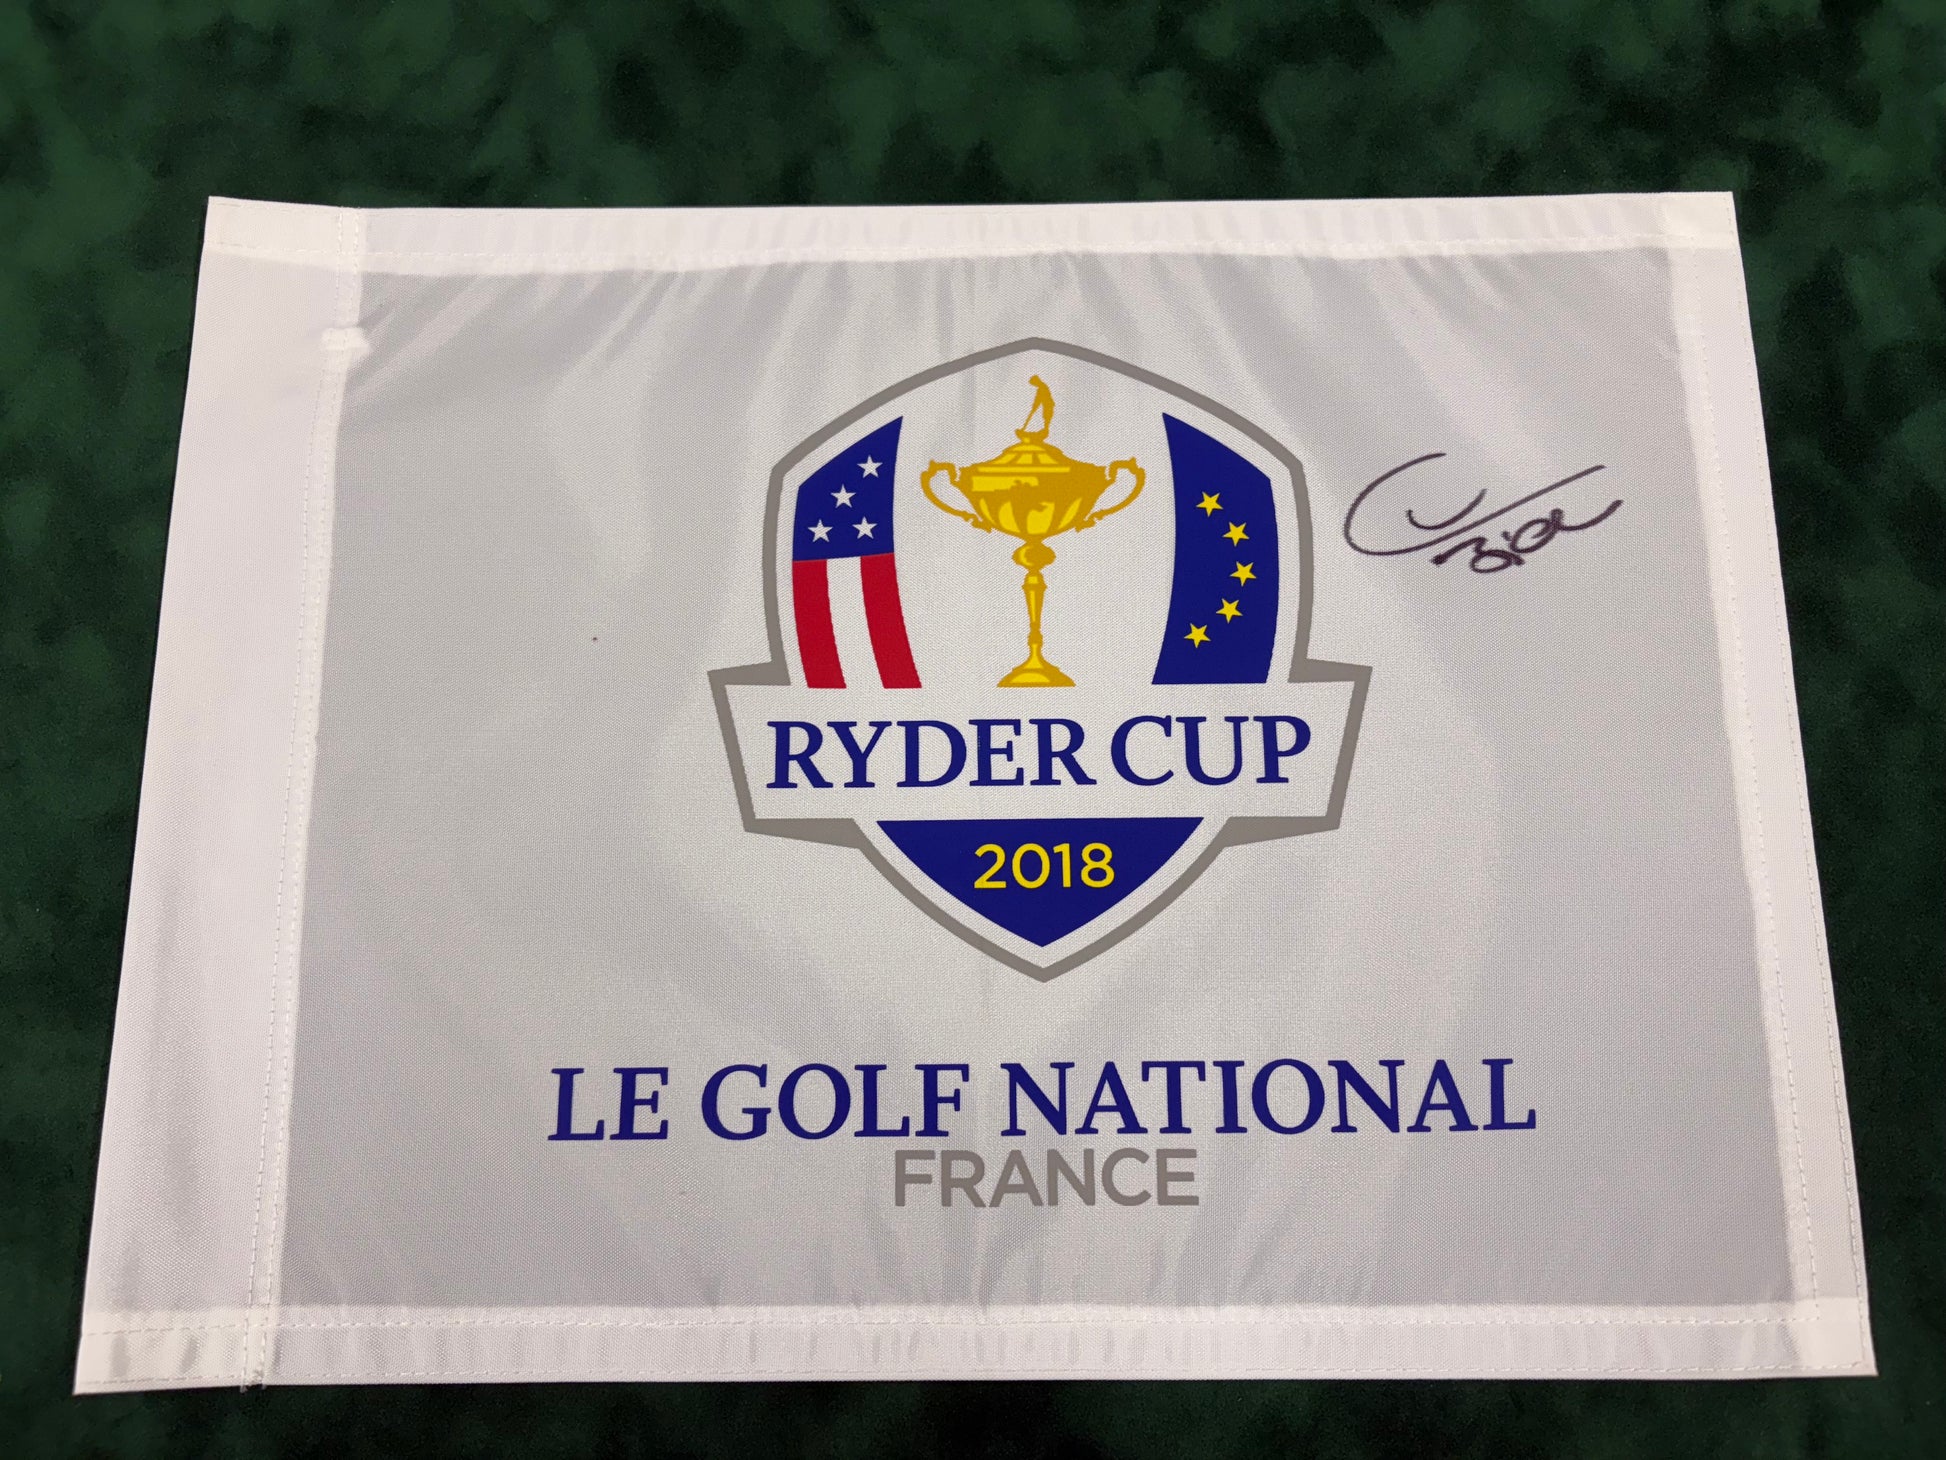 RYDER CUP
2018
LE GOLF NATIONAL
FRANCE